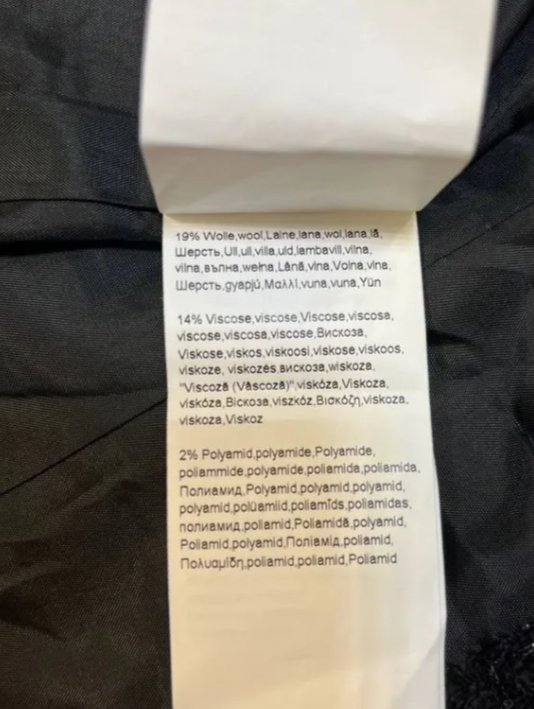 19% Wolle,wool,Laine,lana,wol,lana,lã,
Шерсть,Ull,ull,villa,uld,lambavill,vilna,
vilna,вълна,wełna,Lână,vlna,Volna,vlna,
Шерсть,gyapjú,Μαλλί,vuna,vuna,Yün
14% Viscose,viscose,Viscose,viscosa,
viscose,viscosa,viscose,Вискоза,
Viskose,viskos,viskoosi,viskose,viskoos,
viskoze, viskozės,вискоза,wiskoza,
"Viscoză (Vâscoză)",viskóza,Viskoza,
viskóza,Віскоза,viszkóz,Βισκόζη,viskoza,
viskoza,Viskoz
2% Polyamid,polyamide,Polyamide,
poliammide,polyamide,poliamida,poliamida,
Полиамид,Polyamid,polyamid,polyamid,
polyamid,polüamiid,poliamīds,poliamidas,
полиамид,poliamid,Poliamidă,polyamid,
Poliamid,polyamid,Поліамід,poliamid,
Πολυαμίδη,poliamid,poliamid,Poliamid